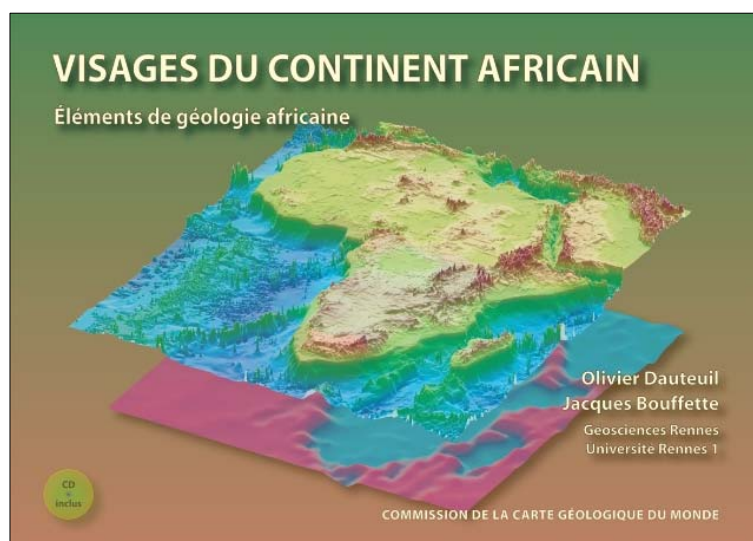 VISAGES DU CONTINENT AFRICAIN
Éléments de géologie africaine
Olivier Dauteuil
Jacques Bouffette
Geosciences Rennes
Université Rennes 1
CD
+
inclus
COMMISSION DE LA CARTE GÉOLOGIQUE DU MONDE